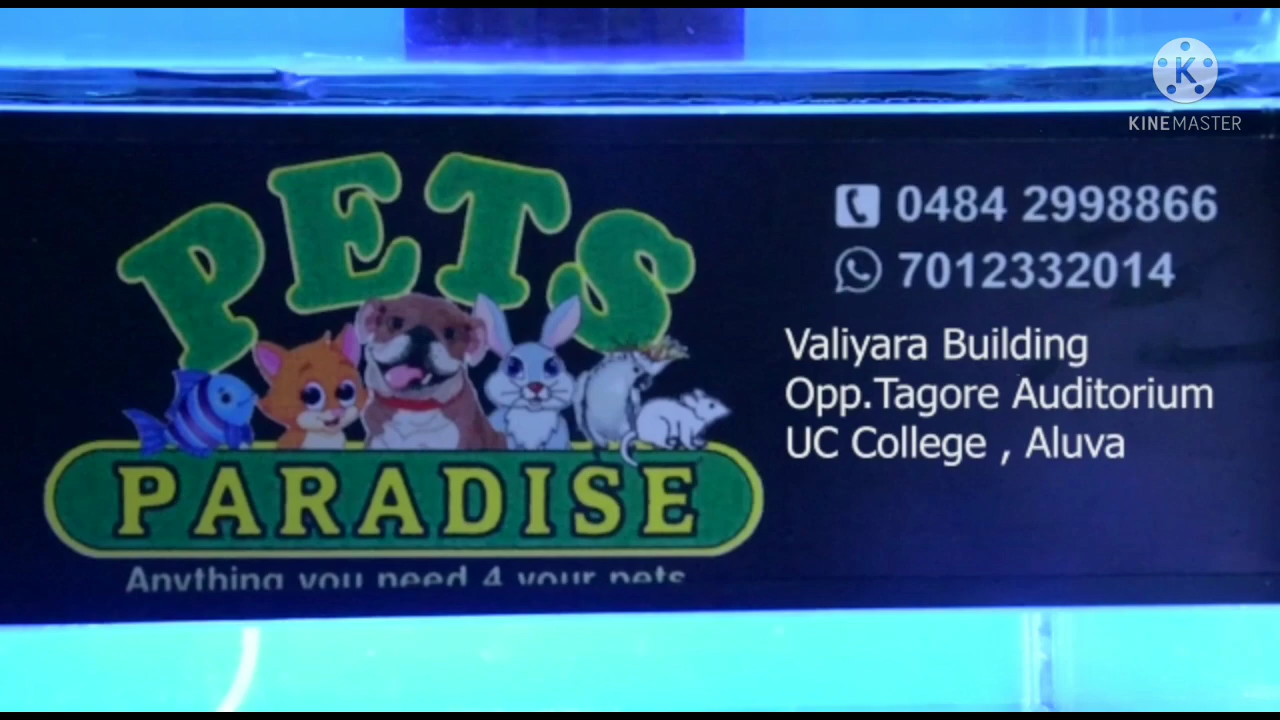 KINEMASTER
PETS
PARADISE
Anything you need 4 your pets
0484 2998866
7012332014
Valiyara Building
Opp.Tagore Auditorium
UC College , Aluva